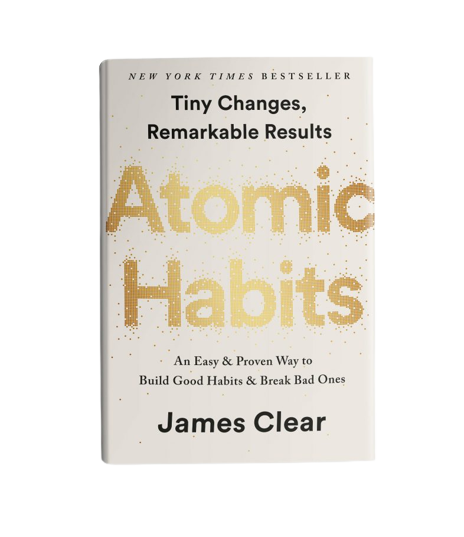 NEW YORK TIMES BESTSELLER
Tiny Changes,
Remarkable Results
Atomic
Habits
An Easy & Proven Way to
Build Good Habits & Break Bad Ones
James Clear